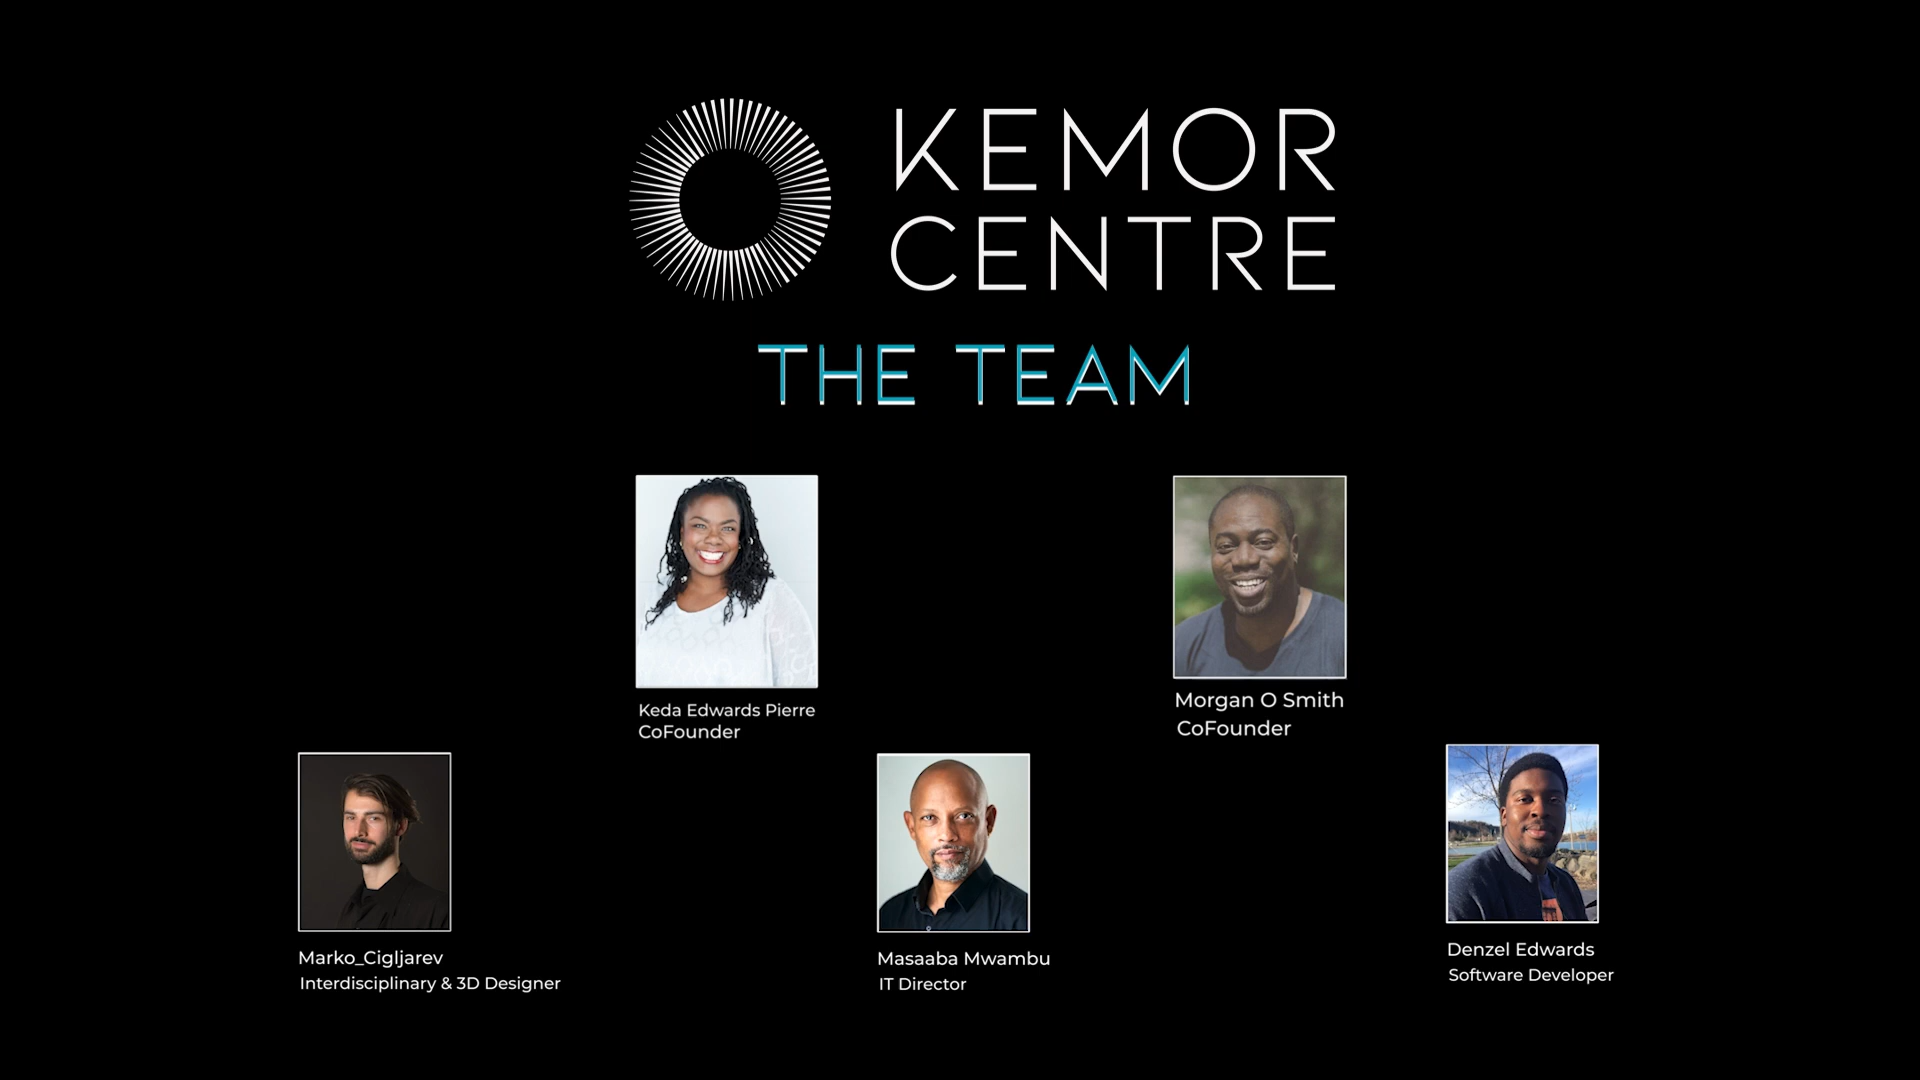 KEMOR
CENTRE
THE TEAM
Keda Edwards Pierre
CoFounder
Morgan O Smith
CoFounder
Marko_Cigljarev
Interdisciplinary & 3D Designer
Masaaba Mwambu
IT Director
Denzel Edwards
Software Developer